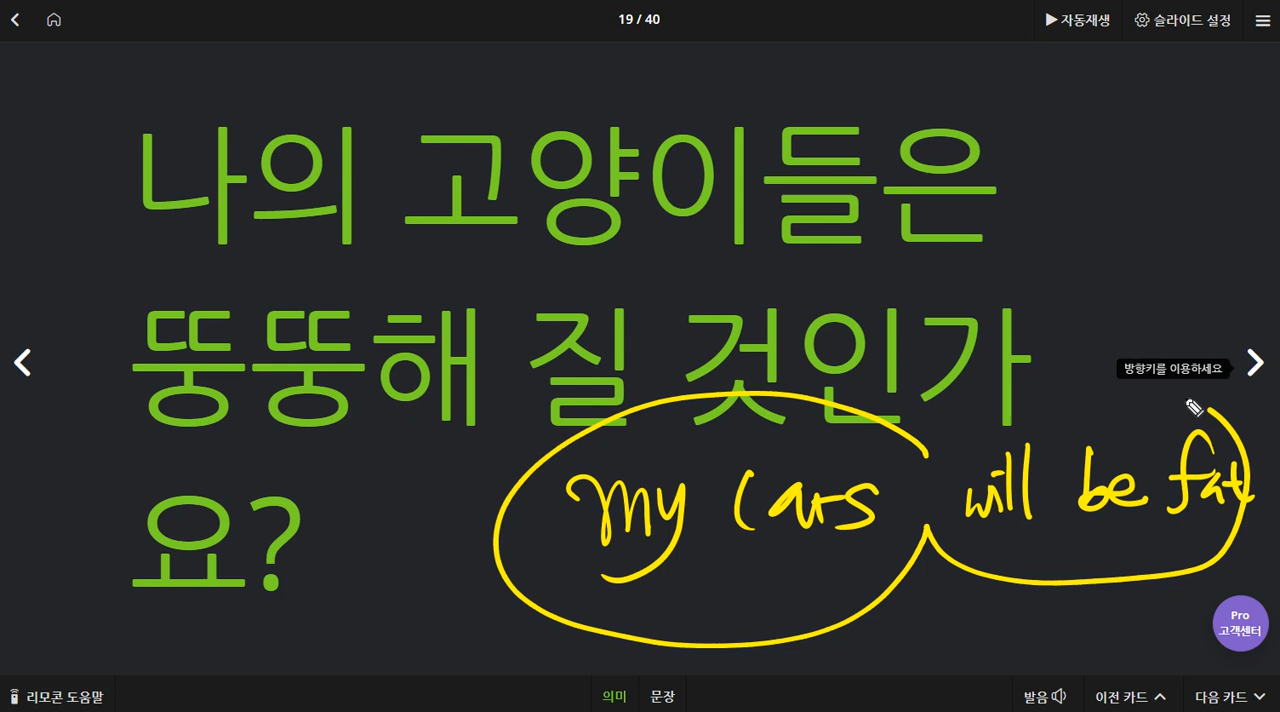 19 / 40
자동재생
슬라이드 설정
나의 고양이들은
뚱뚱해 질 것인가
요?
방향키를 이용하세요
My cars will be fat
Pro
고객센터
리모콘 도움말
의미
문장
발음
이전 카드
다음 카드